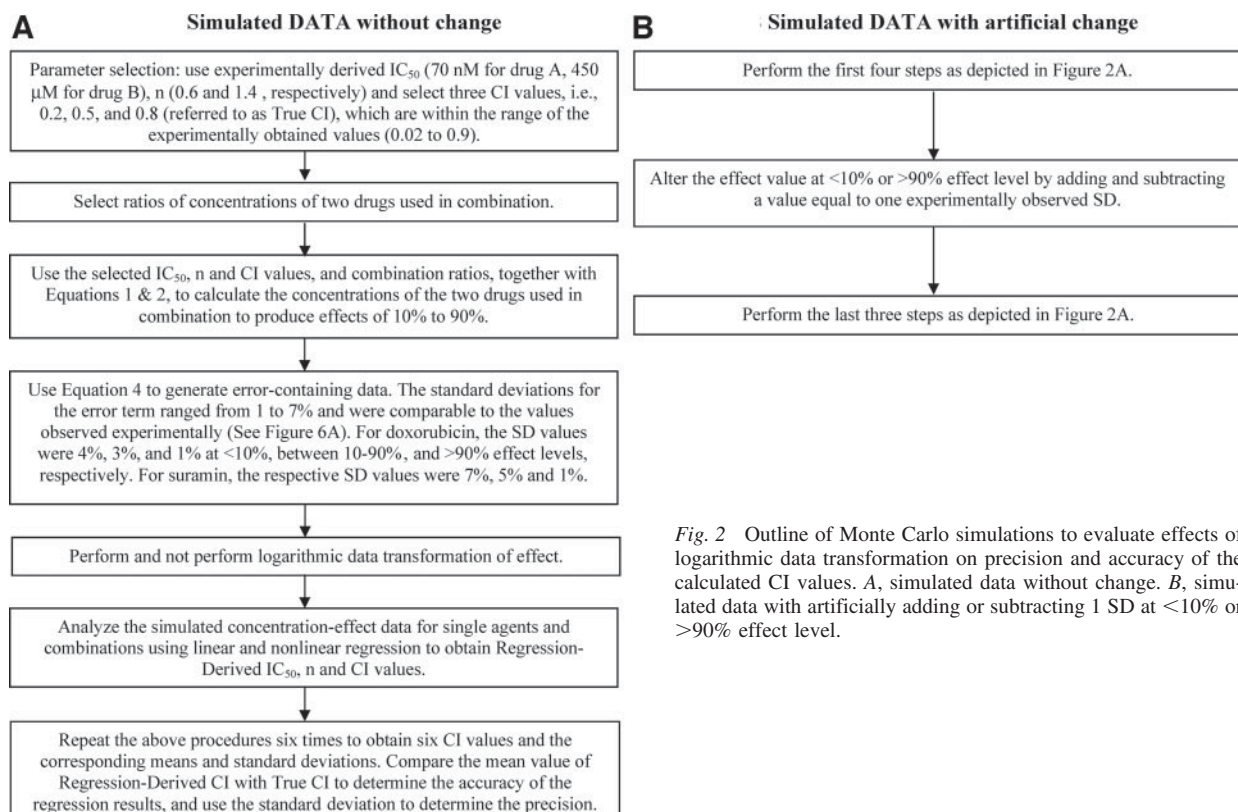 A
Simulated DATA without change
Parameter selection: use experimentally derived IC50 (70 nM for drug A, 450
μM for drug B), n (0.6 and 1.4 , respectively) and select three CI values, i.e.,
0.2, 0.5, and 0.8 (referred to as True CI), which are within the range of the
experimentally obtained values (0.02 to 0.9).
Select ratios of concentrations of two drugs used in combination.
Use the selected IC50, n and CI values, and combination ratios, together with
Equations 1 & 2, to calculate the concentrations of the two drugs used in
combination to produce effects of 10% to 90%.
Use Equation 4 to generate error-containing data. The standard deviations for
the error term ranged from 1 to 7% and were comparable to the values
observed experimentally (See Figure 6A). For doxorubicin, the SD values
were 4%, 3%, and 1% at <10%, between 10-90%, and >90% effect levels,
respectively. For suramin, the respective SD values were 7%, 5% and 1%.
Perform and not perform logarithmic data transformation of effect.
Analyze the simulated concentration-effect data for single agents and
combinations using linear and nonlinear regression to obtain Regression-
Derived IC50, n and CI values.
Repeat the above procedures six times to obtain six CI values and the
corresponding means and standard deviations. Compare the mean value of
Regression-Derived CI with True CI to determine the accuracy of the
regression results, and use the standard deviation to determine the precision.
B
Simulated DATA with artificial change
Perform the first four steps as depicted in Figure 2A.
Alter the effect value at <10% or >90% effect level by adding and subtracting
a value equal to one experimentally observed SD.
Perform the last three steps as depicted in Figure 2A.
Fig. 2 Outline of Monte Carlo simulations to evaluate effects of
logarithmic data transformation on precision and accuracy of the
calculated CI values. A, simulated data without change. B, simu-
lated data with artificially adding or subtracting 1 SD at <10% or
>90% effect level.